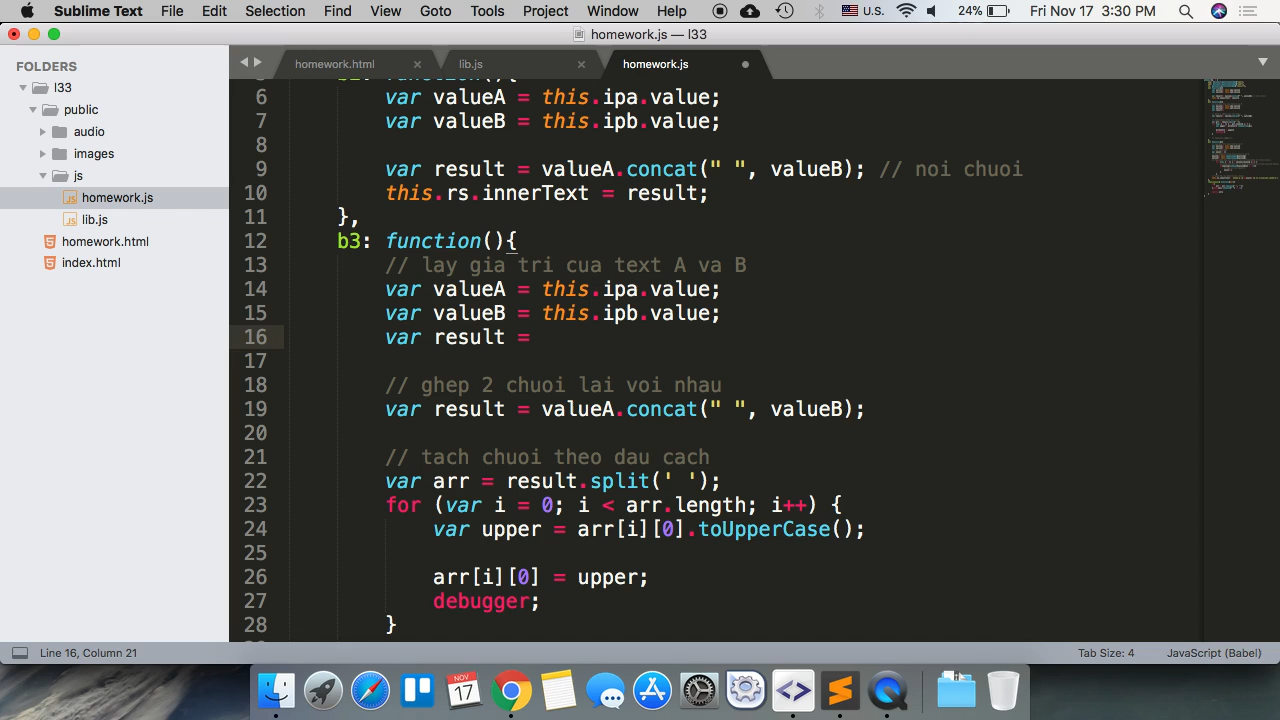 Sublime Text File Edit Selection Find View Goto Tools Project Window Help U.S. 24% Fri Nov 17 3:30 PM
homework.js — l33
FOLDERS
l33
public
audio
images
js
homework.js
lib.js
homework.html
index.html
homework.html lib.js homework.js
6 var valueA = this.ipa.value;
7 var valueB = this.ipb.value;
8
9 var result = valueA.concat(" ", valueB); // noi chuoi
10 this.rs.innerText = result;
11 },
12 b3: function(){
13 // lay gia tri cua text A va B
14 var valueA = this.ipa.value;
15 var valueB = this.ipb.value;
16 var result =
17
18 // ghep 2 chuoi lai voi nhau
19 var result = valueA.concat(" ", valueB);
20
21 // tach chuoi theo dau cach
22 var arr = result.split(' ');
23 for (var i = 0; i < arr.length; i++) {
24 var upper = arr[i][0].toUpperCase();
25
26 arr[i][0] = upper;
27 debugger;
28 }
Line 16, Column 21 Tab Size: 4 JavaScript (Babel)
NOV
17